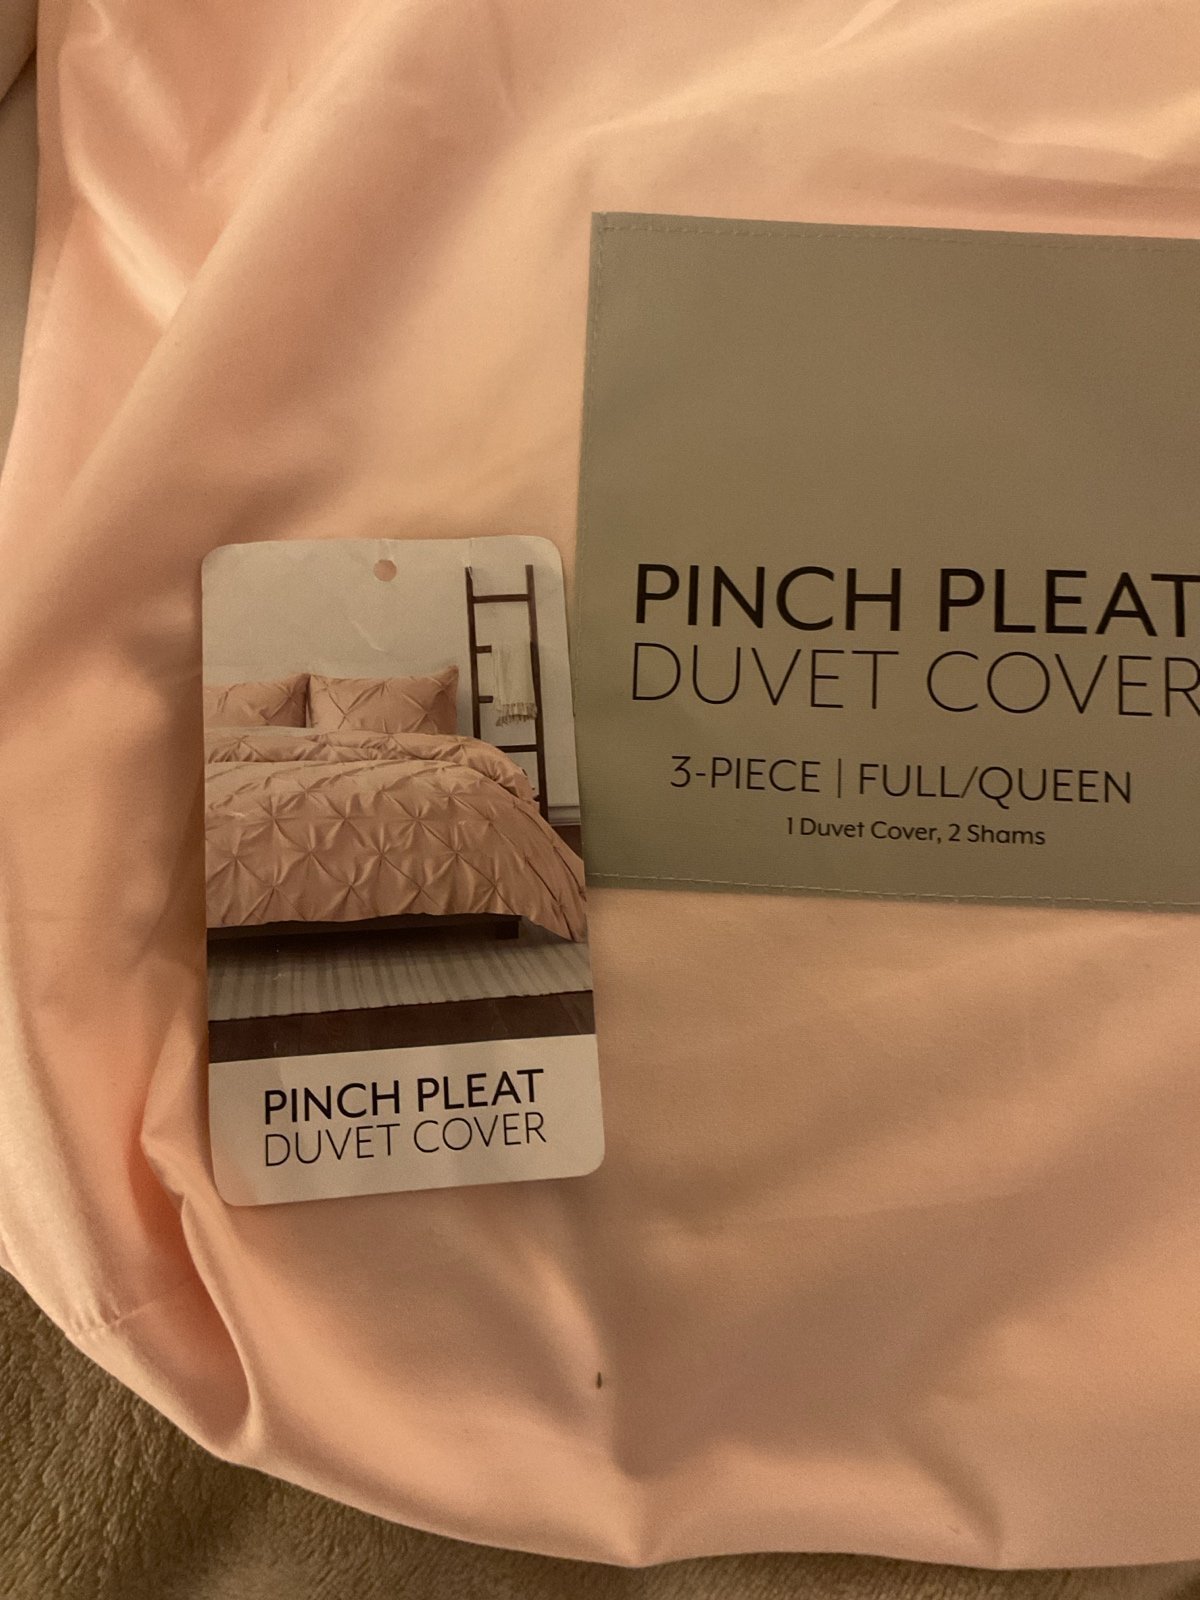 PINCH PLEAT
DUVET COVER
3-PIECE | FULL/QUEEN
1 Duvet Cover, 2 Shams
PINCH PLEAT
DUVET COVER